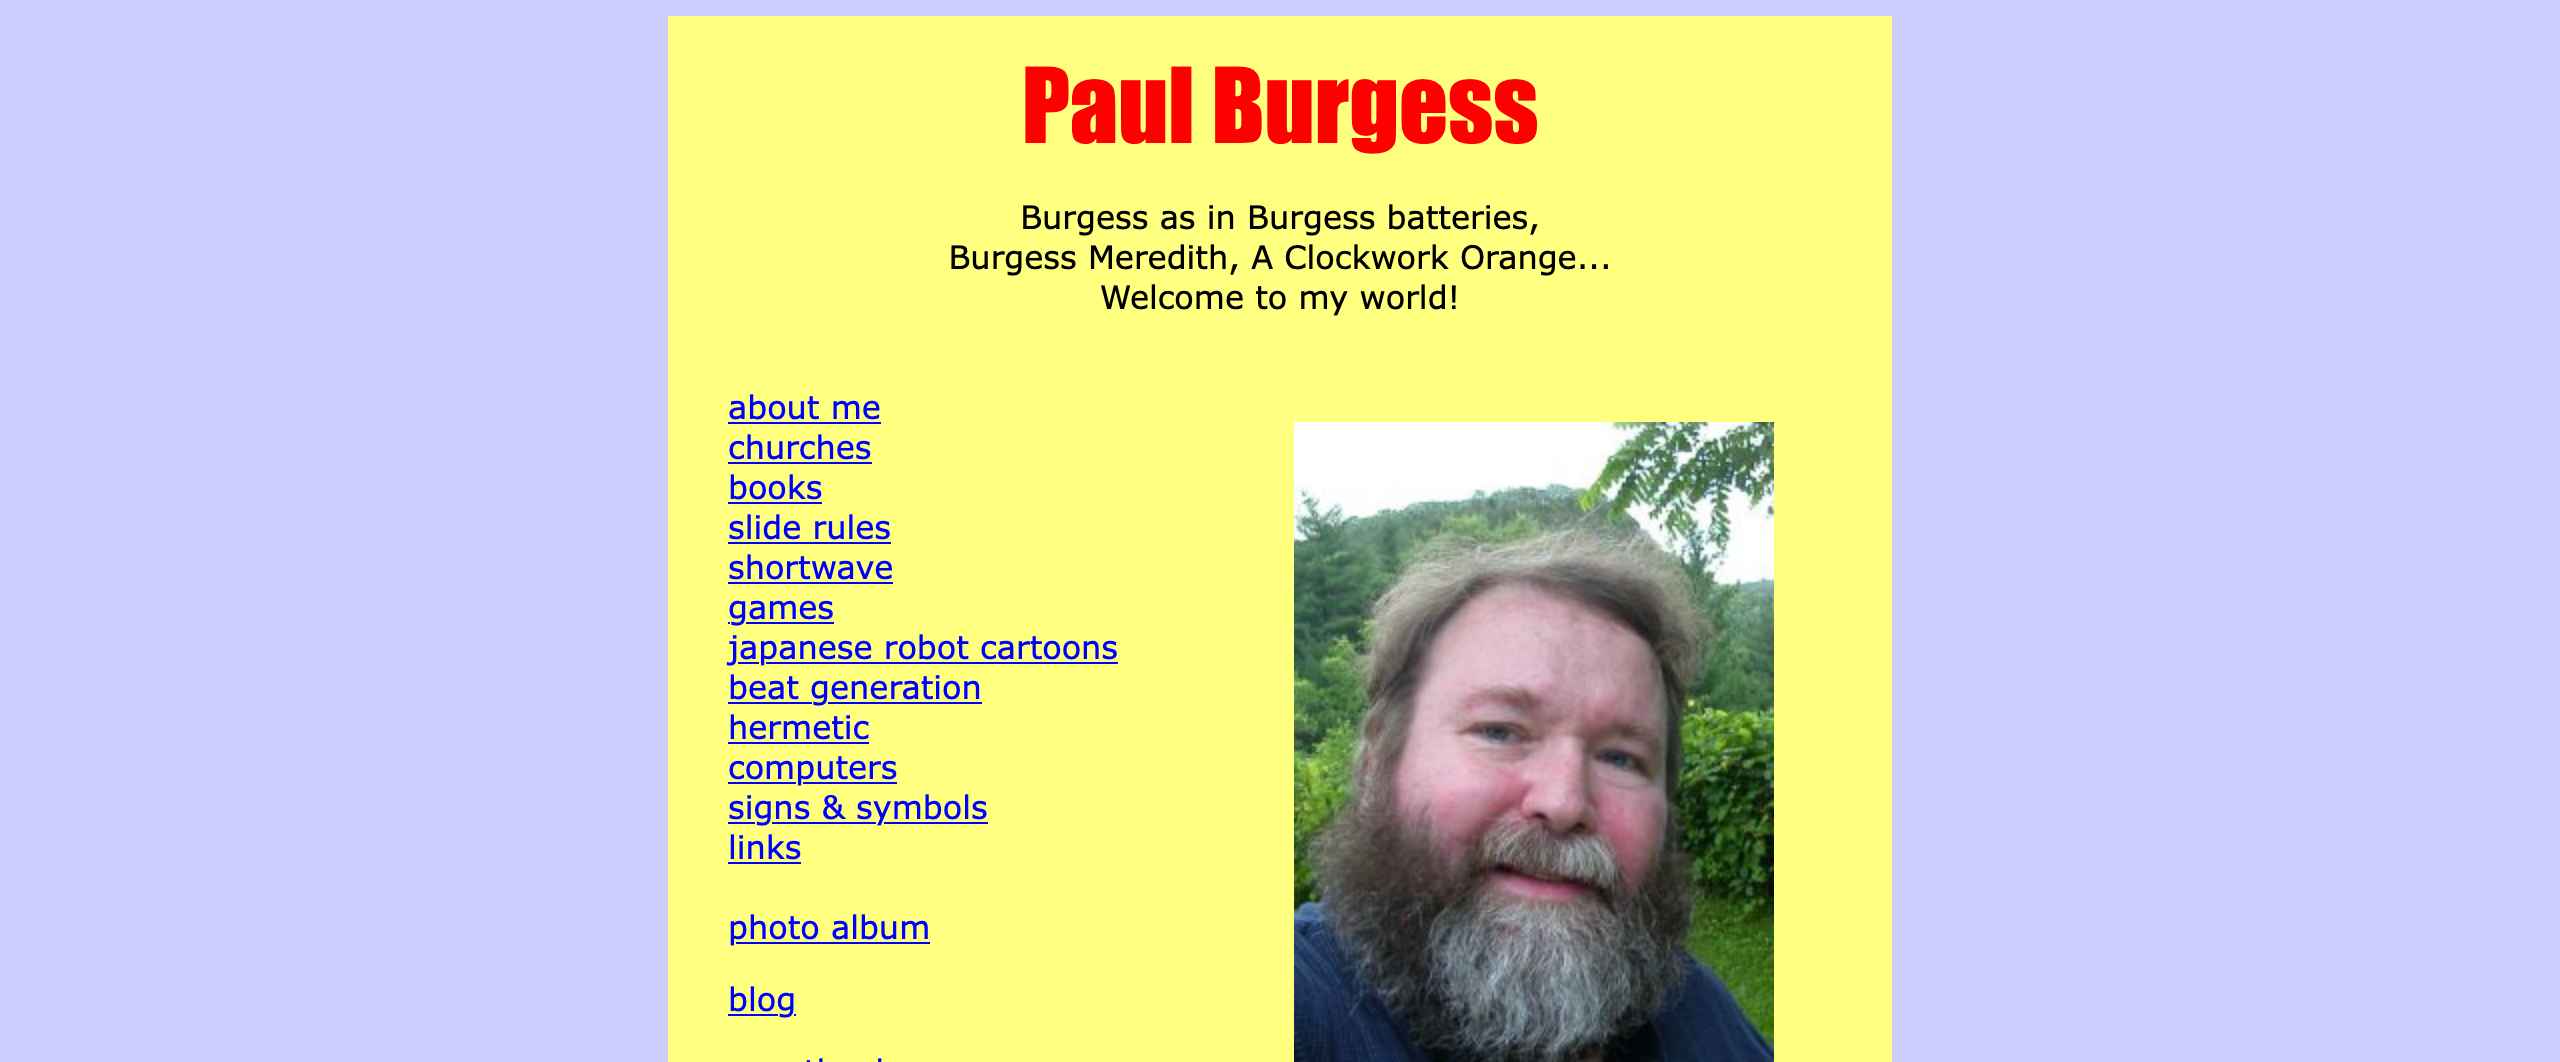 Paul Burgess
Burgess as in Burgess batteries,
Burgess Meredith, A Clockwork Orange...
Welcome to my world!
about me
churches
books
slide rules
shortwave
games
japanese robot cartoons
beat generation
hermetic
computers
signs & symbols
links
photo album
blog